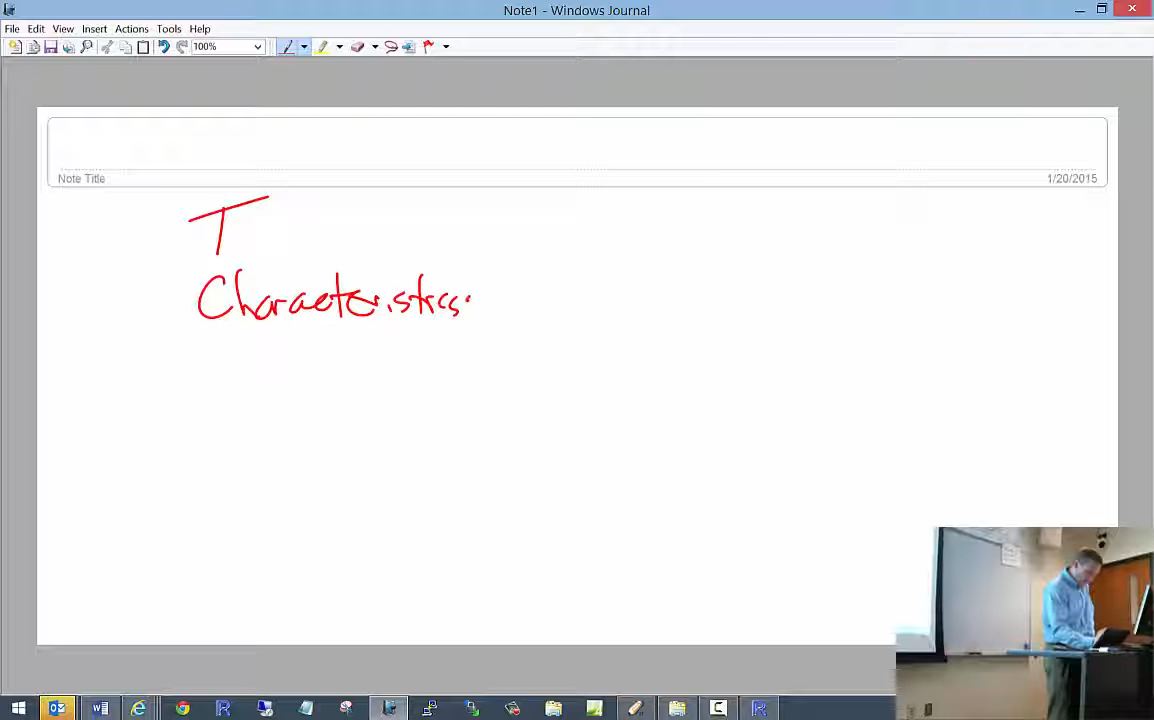 Note1 - Windows Journal
File Edit View Insert Actions Tools Help
100%
Note Title
1/20/2015
T
Characteristics